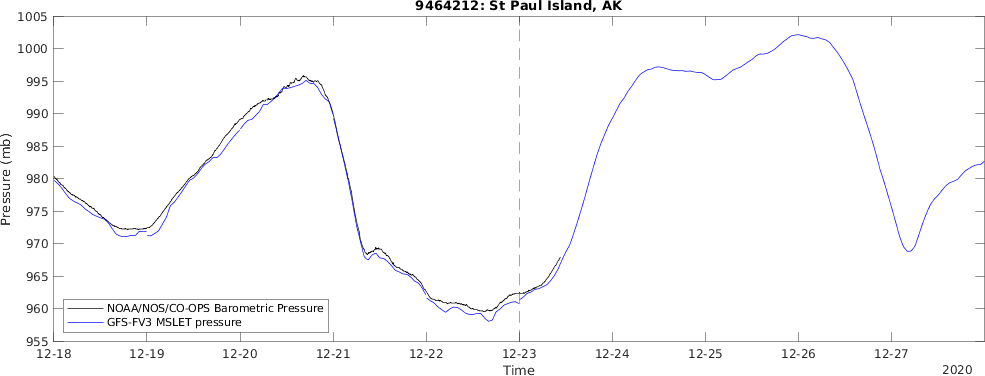 9464212: St Paul Island, AK
Pressure (mb)
1005
1000
995
990
985
980
975
970
965
960
955
NOAA/NOS/CO-OPS Barometric Pressure
GFS-FV3 MSLET pressure
12-18 12-19 12-20 12-21 12-22 12-23 12-24 12-25 12-26 12-27
Time
2020